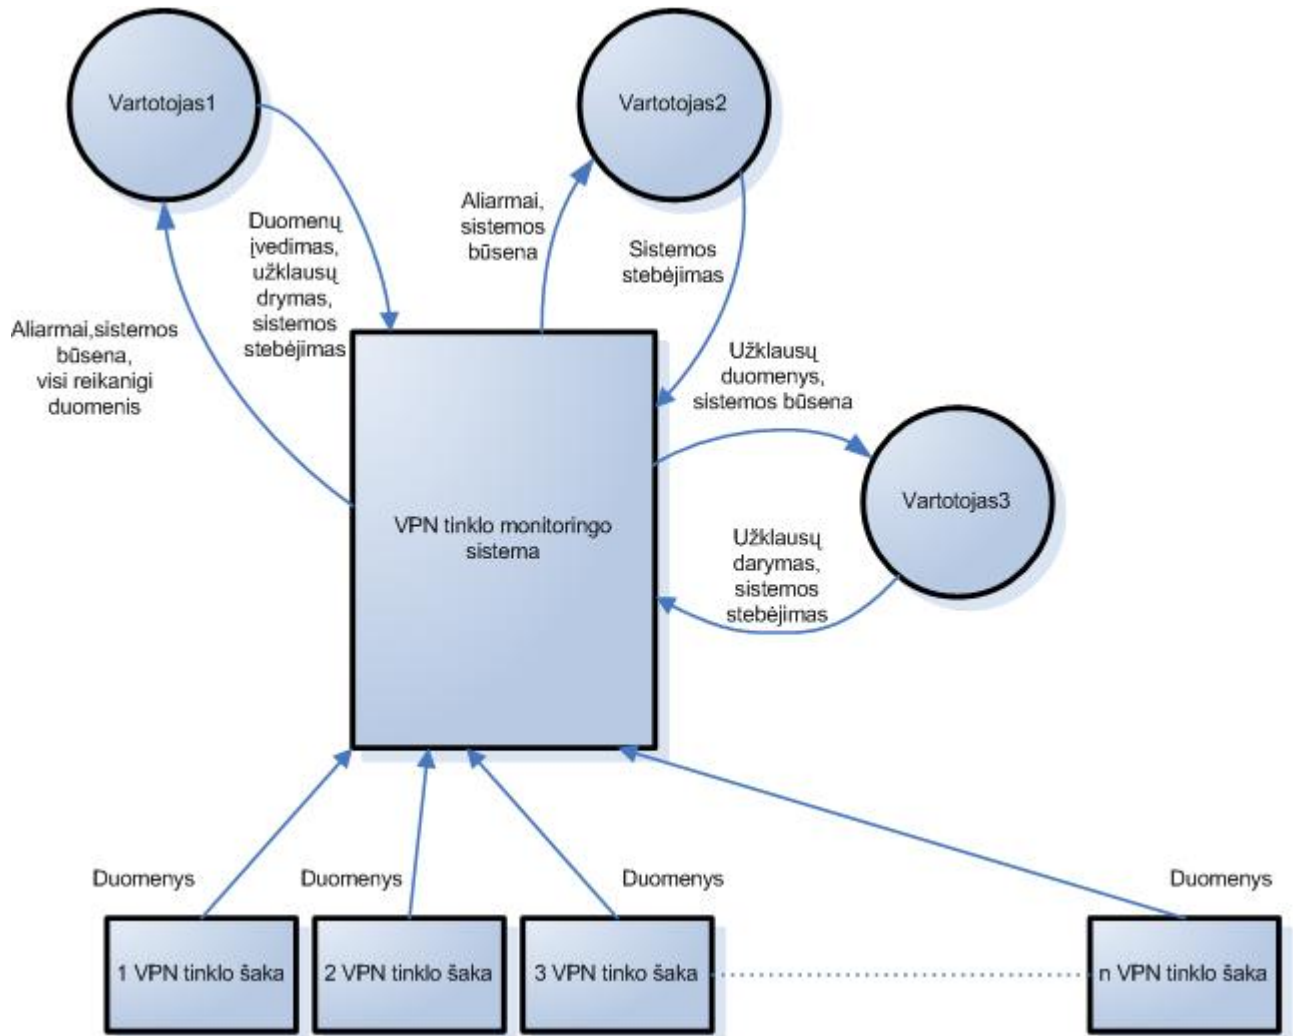 Vartotojas1
Vartotojas2
Aliarmai,
sistemos
būsena
Duomenų
įvedimas,
užklausų
drymas,
sistemos
stebėjimas
Sistemos
stebėjimas
Aliarmai,sistemos
būsena,
visi reikanigi
duomenis
Užklausų
duomenys,
sistemos būsena
Vartotojas3
VPN tinklo monitoringo
sistema
Užklausų
darymas,
sistemos
stebėjimas
Duomenys
Duomenys
Duomenys
Duomenys
1 VPN tinklo šaka
2 VPN tinklo šaka
3 VPN tinko šaka
n VPN tinklo šaka